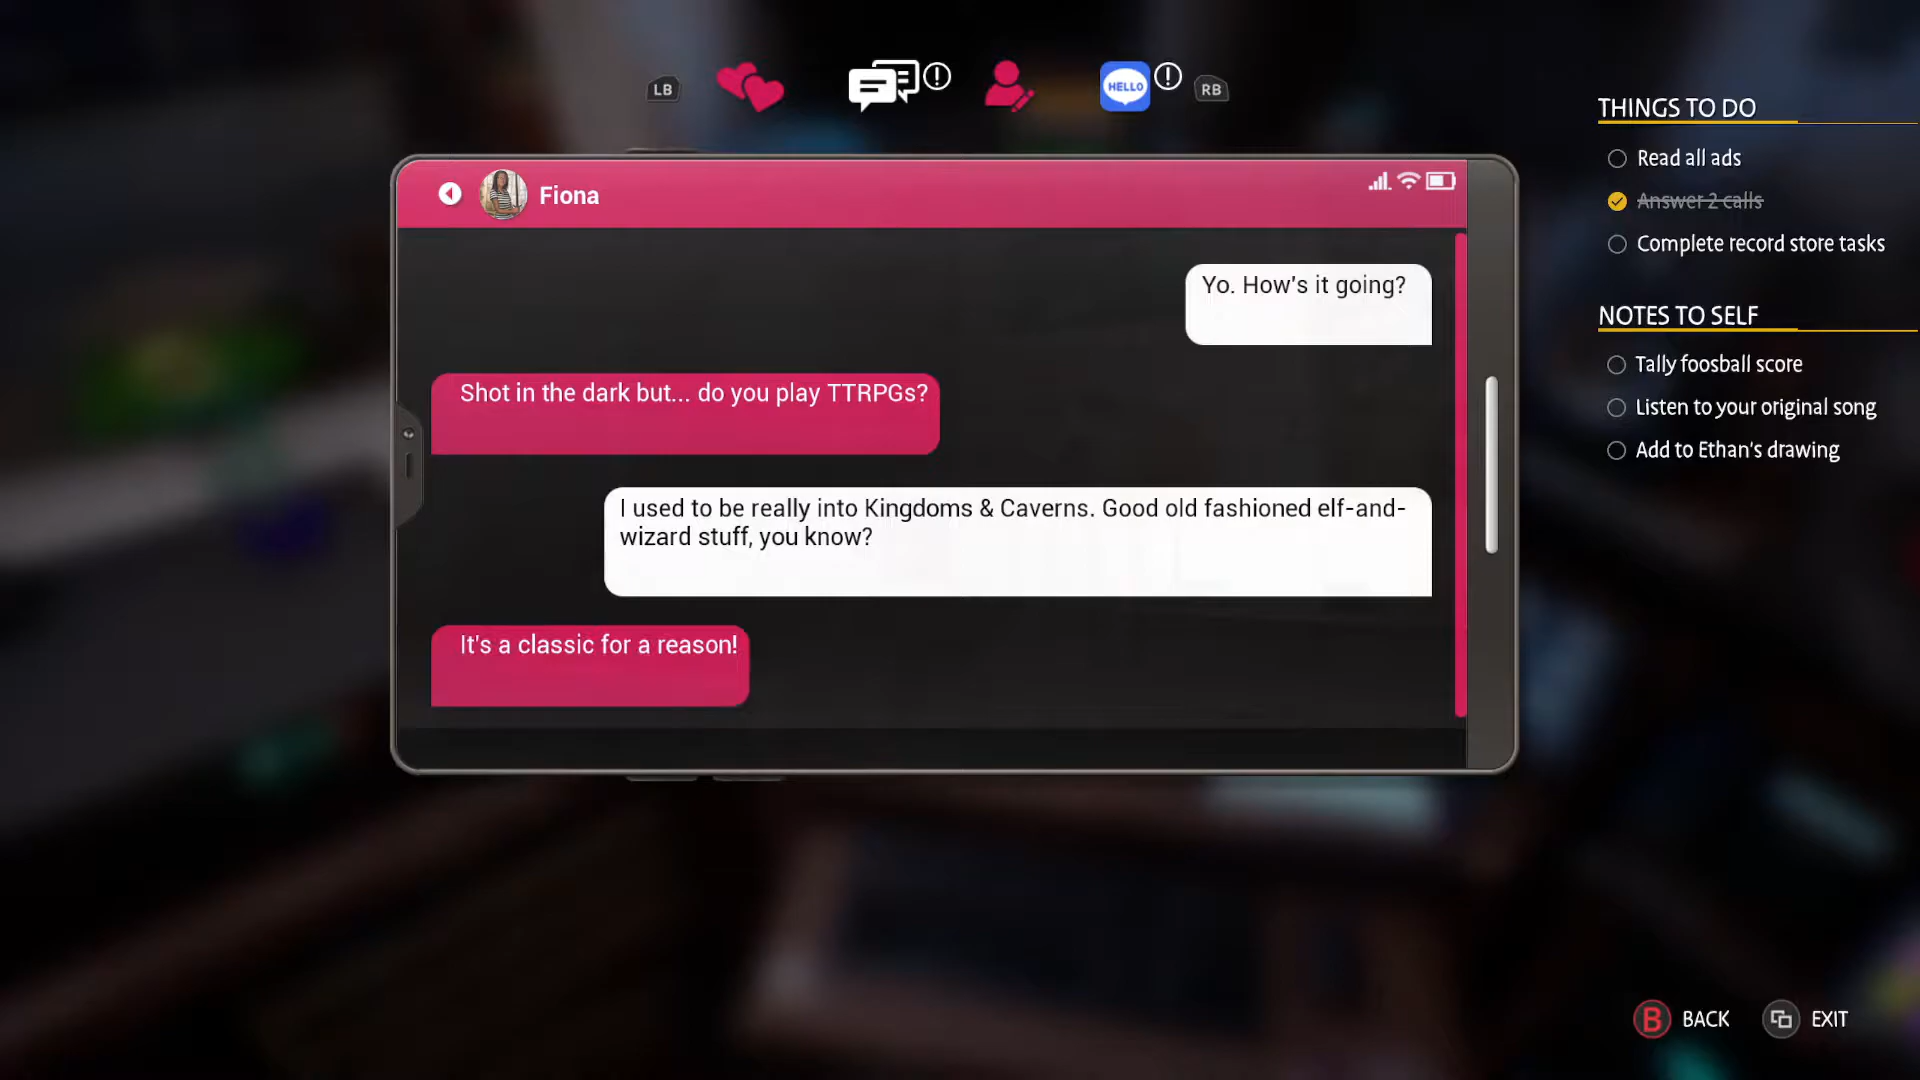 LB
HELLO
RB
Fiona
Yo. How's it going?
Shot in the dark but... do you play TTRPGs?
I used to be really into Kingdoms & Caverns. Good old fashioned elf-and-
wizard stuff, you know?
It's a classic for a reason!
THINGS TO DO
Read all ads
Answer 2 calls
Complete record store tasks
NOTES TO SELF
Tally foosball score
Listen to your original song
Add to Ethan's drawing
B BACK
EXIT